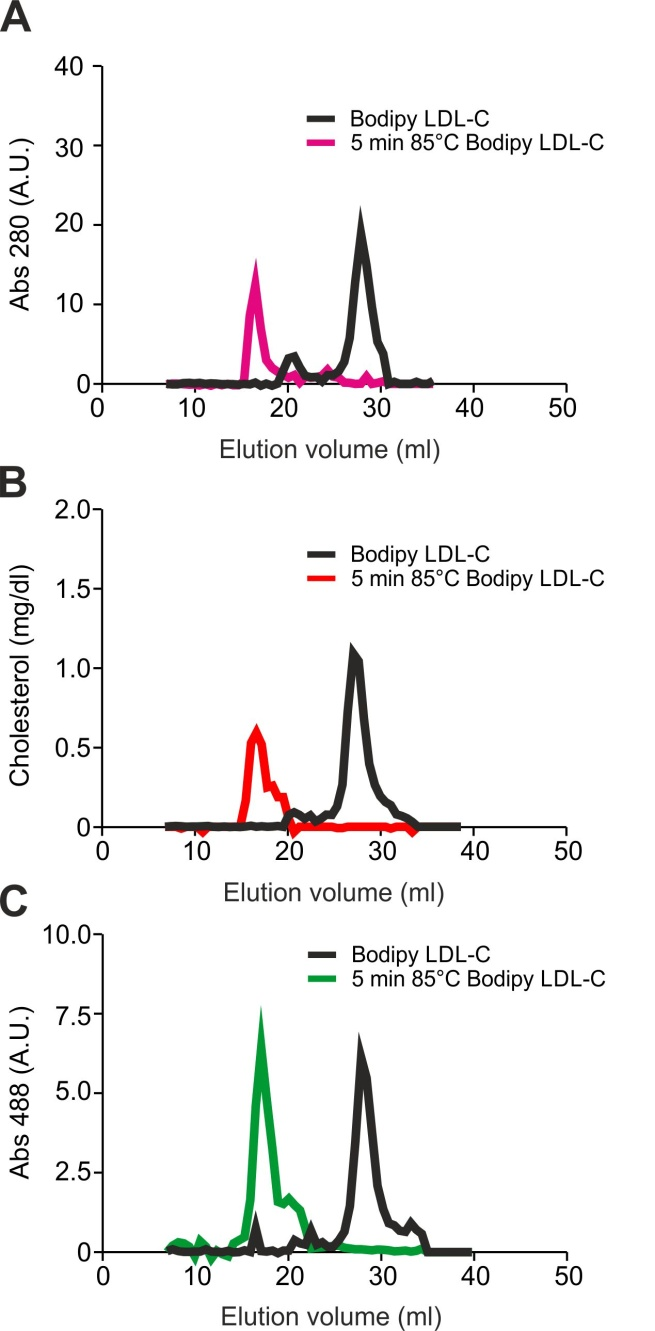 A
40
30
20
10
0
Abs 280 (A.U.)
Bodipy LDL-C
5 min 85°C Bodipy LDL-C
0 10 20 30 40 50
Elution volume (ml)
B
2.0
1.5
1.0
0.5
0
Cholesterol (mg/dl)
Bodipy LDL-C
5 min 85°C Bodipy LDL-C
0 10 20 30 40 50
Elution volume (ml)
C
10.0
7.5
5.0
2.5
0
Abs 488 (A.U.)
Bodipy LDL-C
5 min 85°C Bodipy LDL-C
0 10 20 30 40 50
Elution volume (ml)